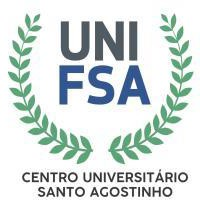 UNI
FSA
CENTRO UNIVERSITÁRIO
SANTO AGOSTINHO